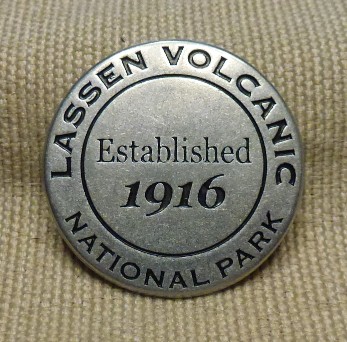 LASSEN VOLCANIC
Established
1916
NATIONAL PARK